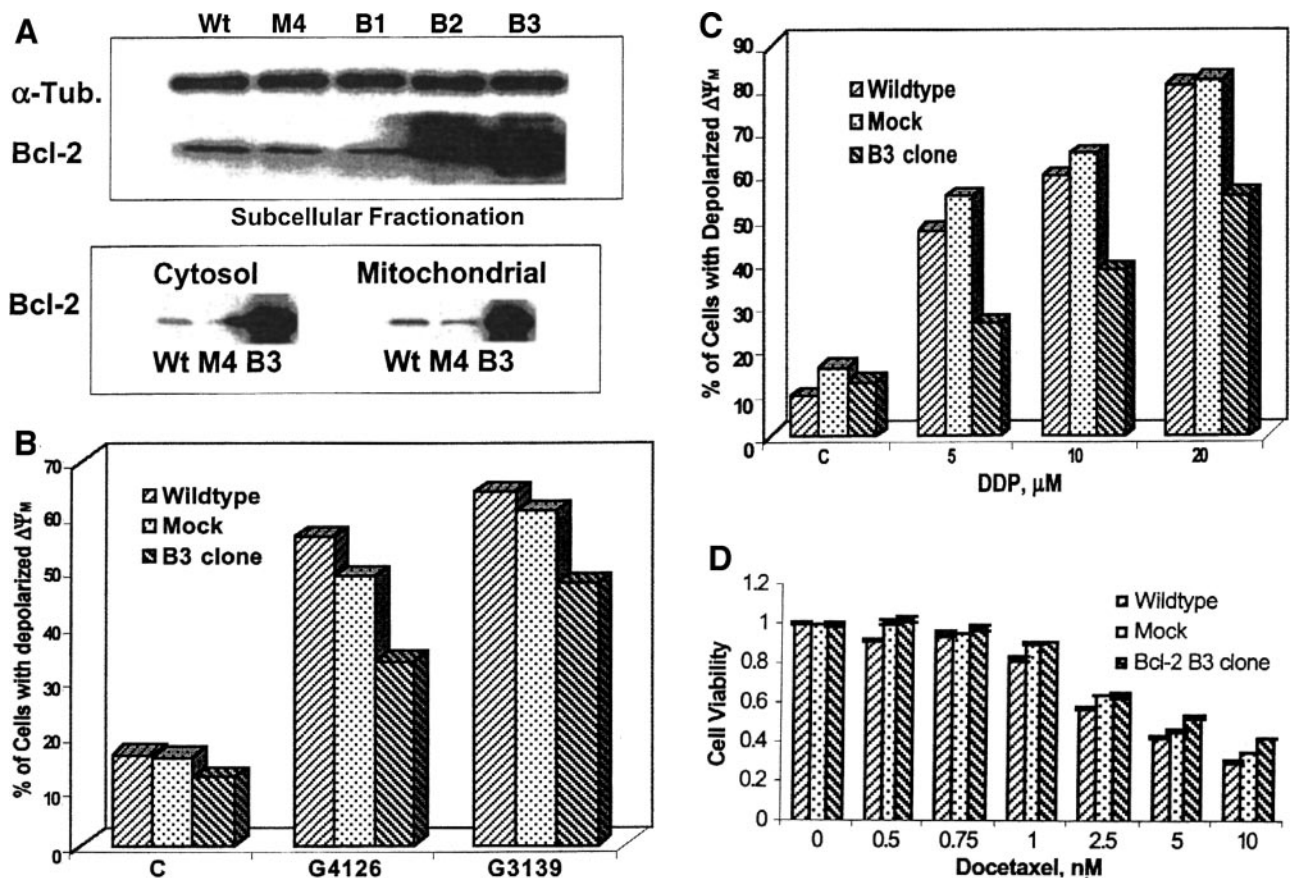 A
Wt M4 B1 B2 B3
α-Tub.
Bcl-2
Subcellular Fractionation
Cytosol Mitochondrial
Bcl-2
Wt M4 B3 Wt M4 B3
B
% of Cells with depolarized ΔΨM
70
60
50
40
30
20
10
0
Wildtype
Mock
B3 clone
C G4126 G3139
C
% of Cells with Depolarized ΔΨM
90
80
70
60
50
40
30
20
10
0
Wildtype
Mock
B3 clone
C 5 10 20
DDP, μM
D
Cell Viability
1.2
1
0.8
0.6
0.4
0.2
0
Wildtype
Mock
Bcl-2 B3 clone
0 0.5 0.75 1 2.5 5 10
Docetaxel, nM